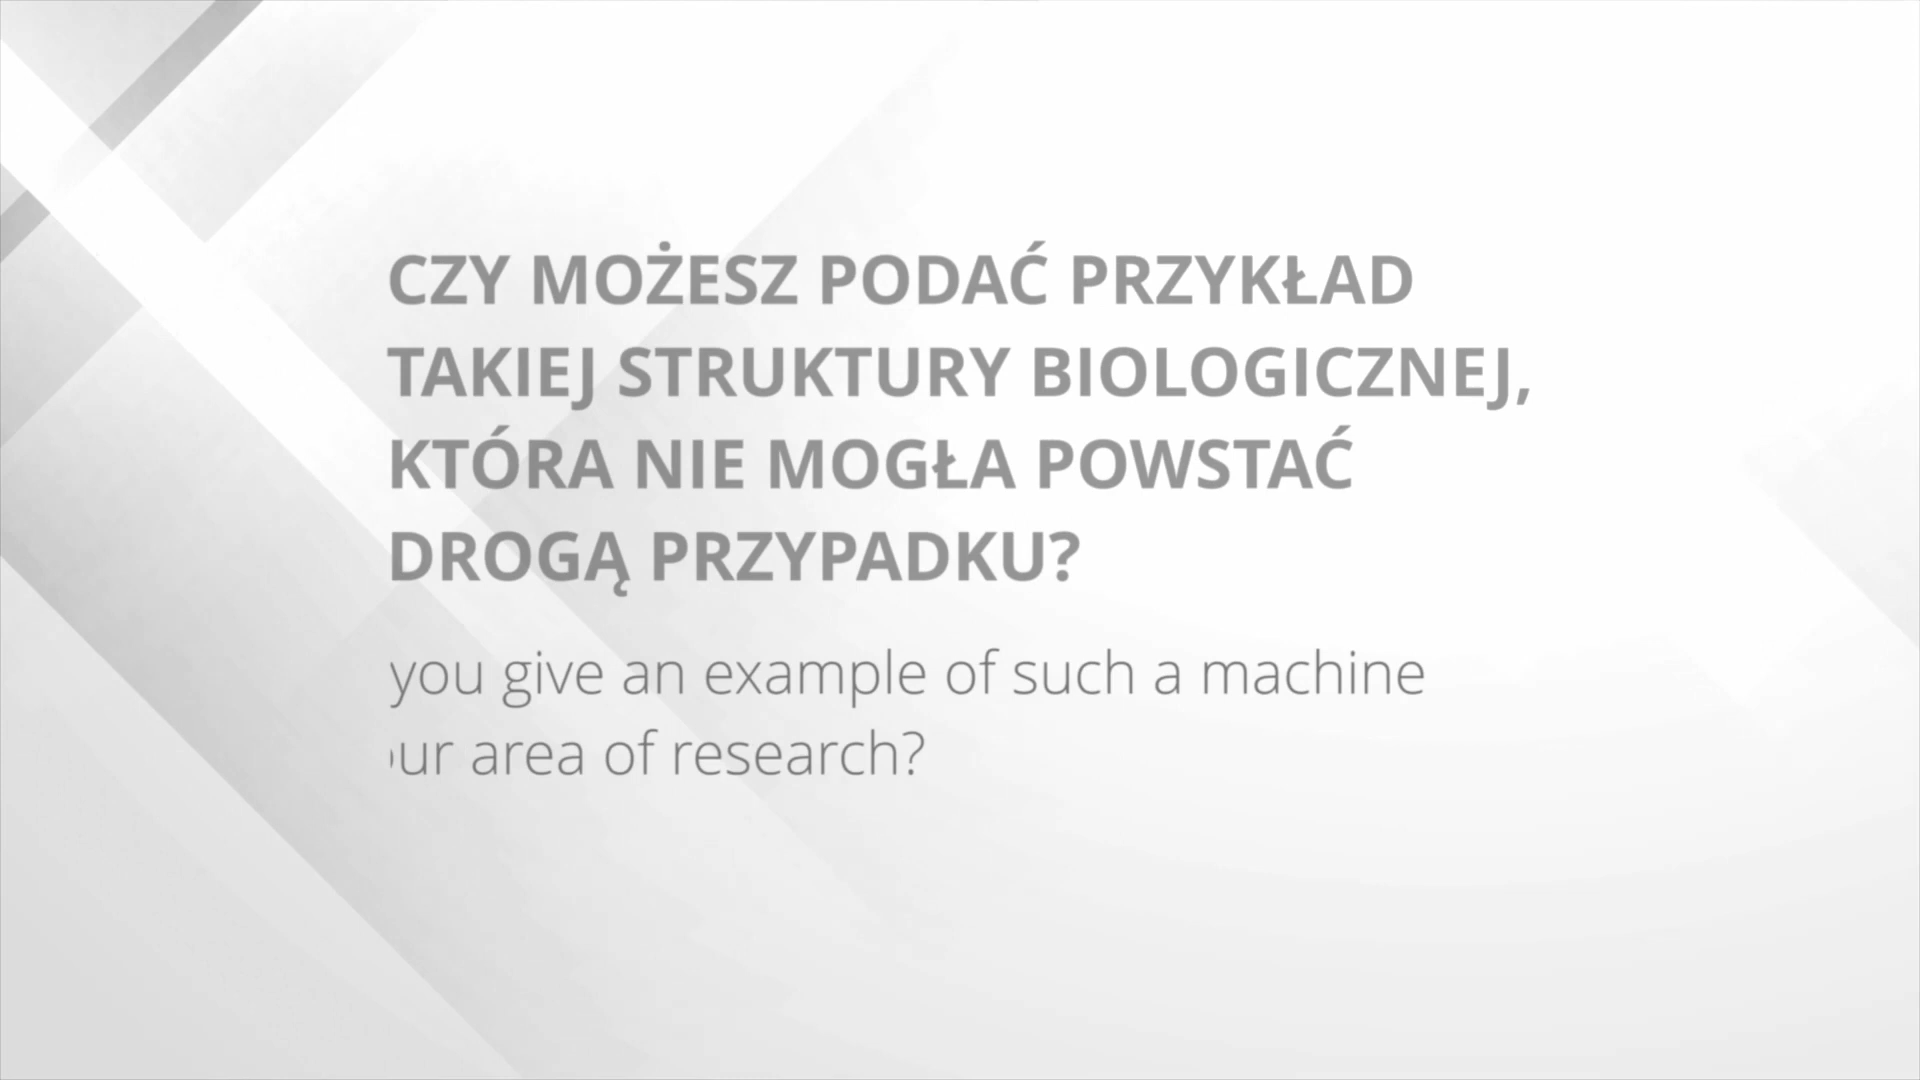 CZY MOŻESZ PODAĆ PRZYKŁAD
TAKIEJ STRUKTURY BIOLOGICZNEJ,
KTÓRA NIE MOGŁA POWSTAĆ
DROGĄ PRZYPADKU?
you give an example of such a machine
ur area of research?